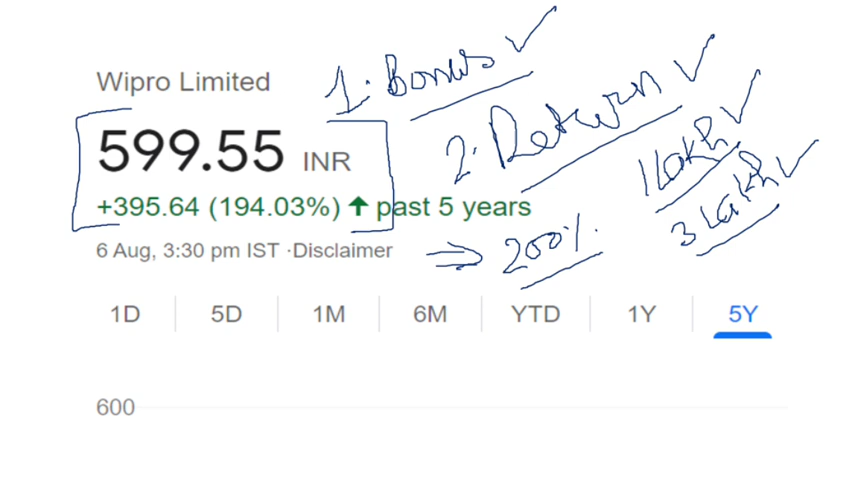 1. Bonus
Wipro Limited
2. Return
599.55 INR
1 lakh
+395.64 (194.03%) ↑ past 5 years
3 lakh
6 Aug, 3:30 pm IST ·Disclaimer
⇒ 200%.
1D 5D 1M 6M YTD 1Y 5Y
600